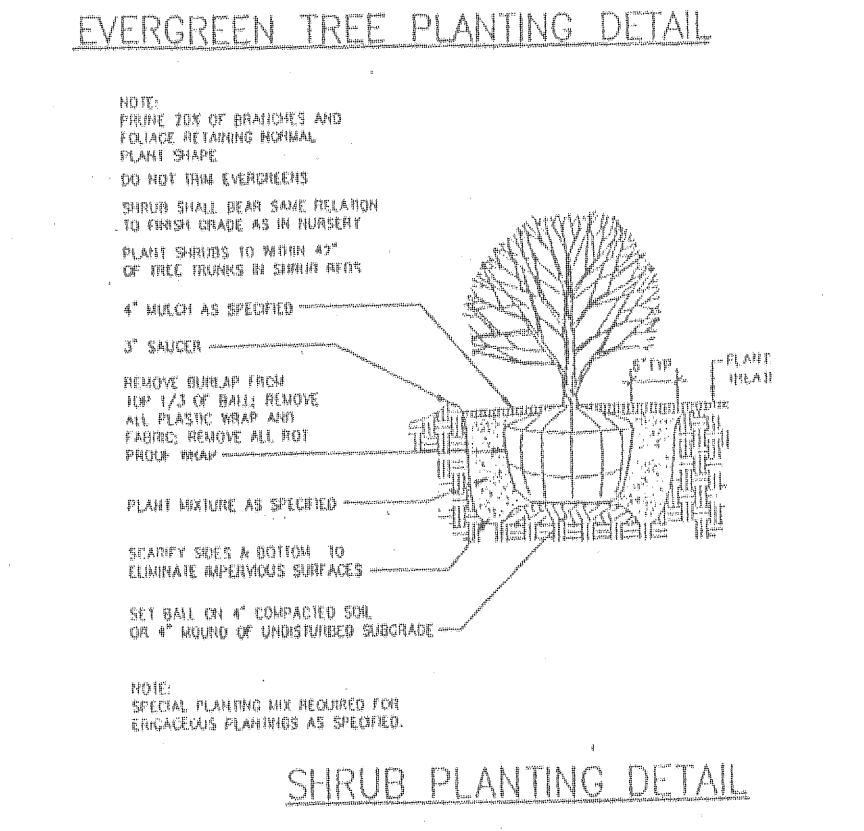 EVERGREEN TREE PLANTING DETAIL
NOTE:
PRUNE 20% OF BRANCHES AND
FOLIAGE RETAINING NORMAL
PLANT SHAPE
DO NOT TRIM EVERGREENS
SHRUB SHALL BEAR SAME RELATION
TO FINISH GRADE AS IN NURSERY
PLANT SHRUBS TO WITHIN 42"
OF TREE TRUNKS IN SHRUB BEDS
4" MULCH AS SPECIFIED
3" SAUCER
REMOVE BURLAP FROM
TOP 1/3 OF BALL; REMOVE
ALL PLASTIC WRAP AND
FABRIC; REMOVE ALL ROT
PROOF WRAP
PLANT MIXTURE AS SPECIFIED
SCARIFY SIDES & BOTTOM TO
ELIMINATE IMPERVIOUS SURFACES
SET BALL ON 4" COMPACTED SOIL
OR 4" MOUND OF UNDISTURBED SUBGRADE
6" TYP
PLANT
NOTE:
SPECIAL PLANTING MIX REQUIRED FOR
ERICACEOUS PLANTINGS AS SPECIFIED.
SHRUB PLANTING DETAIL